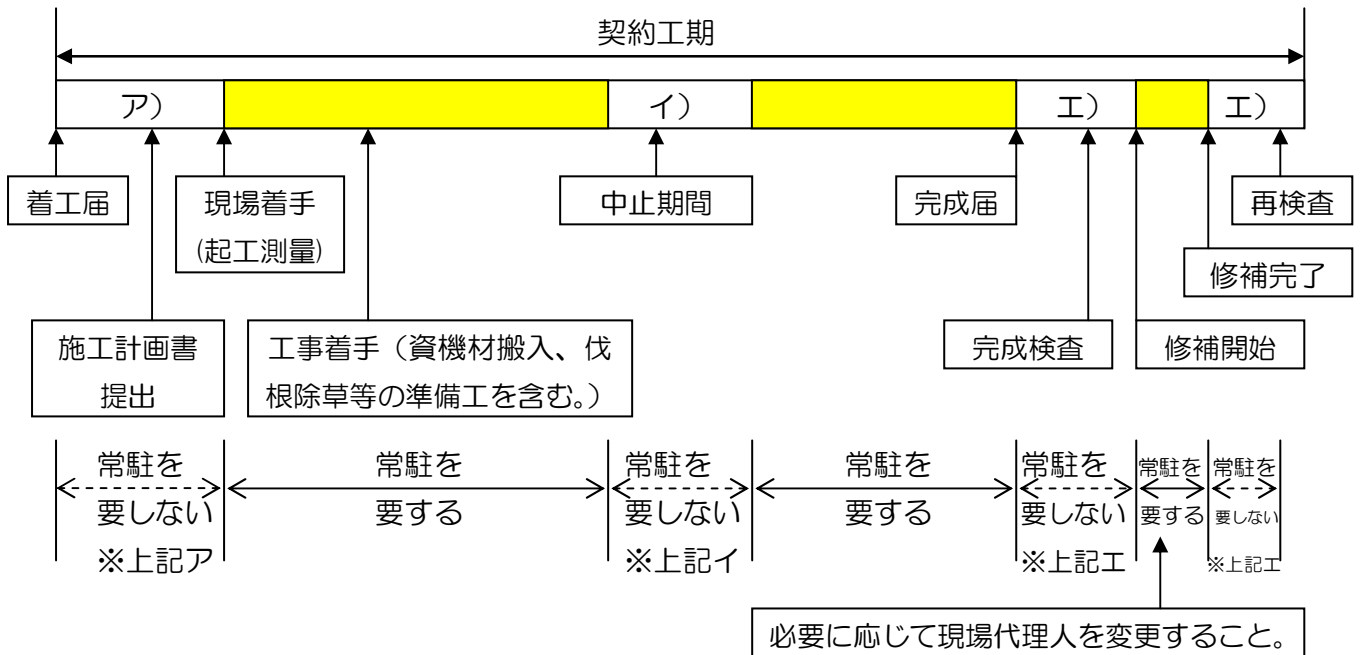 契約工期
ア)
イ)
エ)
エ)
着工届
現場着手
(起工測量)
中止期間
完成届
再検査
修補完了
施工計画書
提出
工事着手（資機材搬入、伐
根除草等の準備工を含む。）
完成検査
修補開始
常駐を
要しない
※上記ア
常駐を
要する
常駐を
要しない
※上記イ
常駐を
要する
常駐を
要しない
※上記エ
常駐を
要する
常駐を
要しない
※上記エ
必要に応じて現場代理人を変更すること。